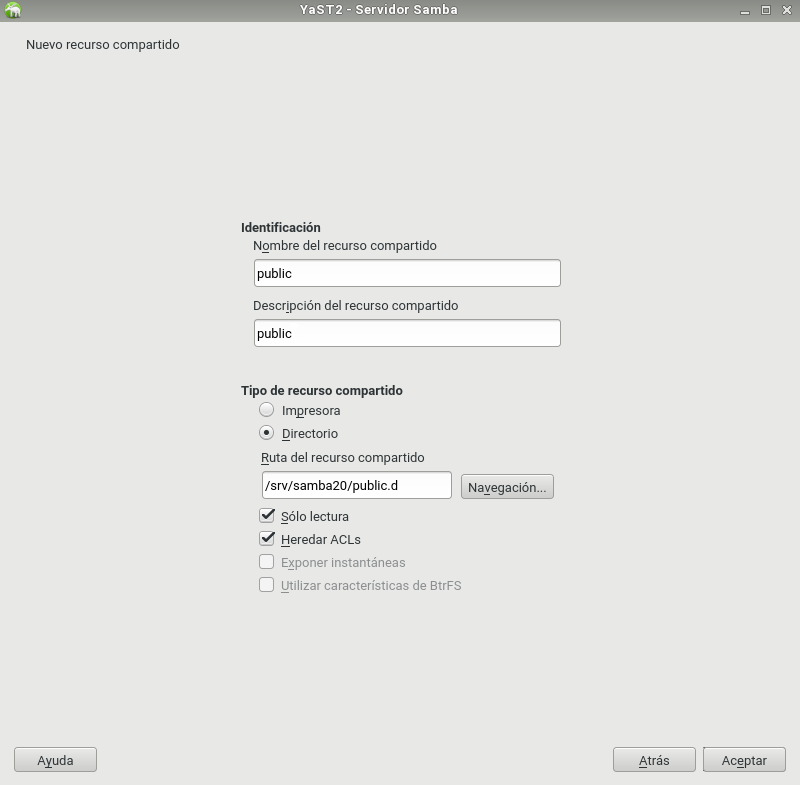 YaST2 - Servidor Samba
Nuevo recurso compartido
Identificación
Nombre del recurso compartido
public
Descripción del recurso compartido
public
Tipo de recurso compartido
Impresora
Directorio
Ruta del recurso compartido
/srv/samba20/public.d Navegación...
Sólo lectura
Heredar ACLs
Exponer instantáneas
Utilizar características de BtrFS
Ayuda Atrás Aceptar